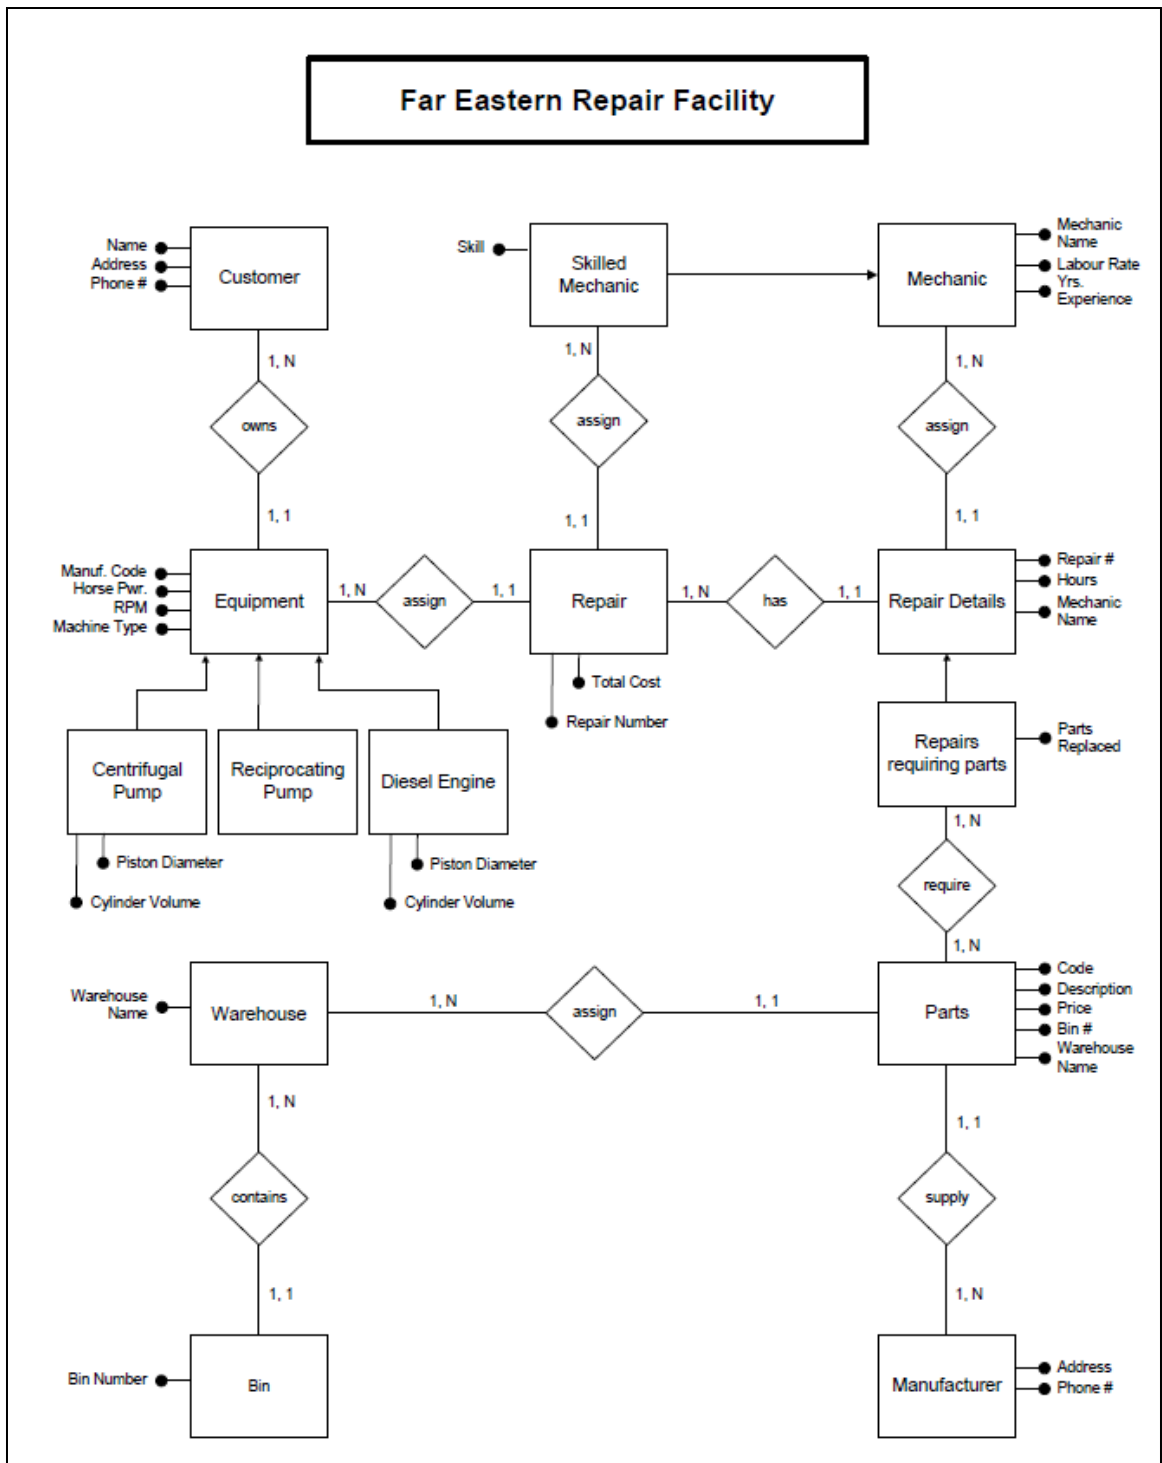 Far Eastern Repair Facility
Name
Address
Phone #
Customer
Skill
Skilled
Mechanic
Mechanic
Mechanic
Name
Labour Rate
Yrs.
Experience
1, N
1, N
1, N
owns
assign
assign
1, 1
1, 1
1, 1
Manuf. Code
Horse Pwr.
RPM
Machine Type
Equipment
1, N
assign
1, 1
Repair
1, N
has
1, 1
Repair Details
Repair #
Hours
Mechanic
Name
Total Cost
Repair Number
Centrifugal
Pump
Reciprocating
Pump
Diesel Engine
Repairs
requiring parts
Parts
Replaced
Piston Diameter
Cylinder Volume
Piston Diameter
Cylinder Volume
1, N
require
1, N
Warehouse
Name
Warehouse
1, N
assign
1, 1
Parts
Code
Description
Price
Bin #
Warehouse
Name
1, N
1, 1
contains
supply
1, 1
1, N
Bin Number
Bin
Manufacturer
Address
Phone #